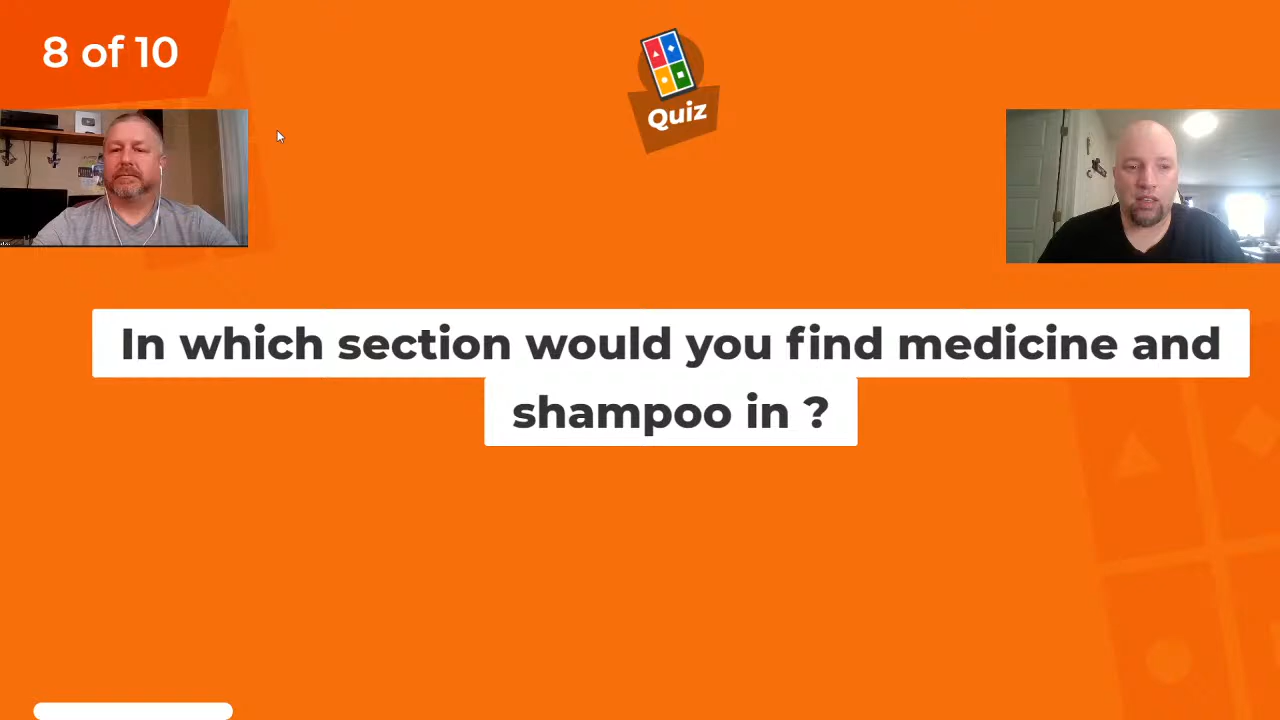 8 of 10
Quiz
In which section would you find medicine and
shampoo in ?